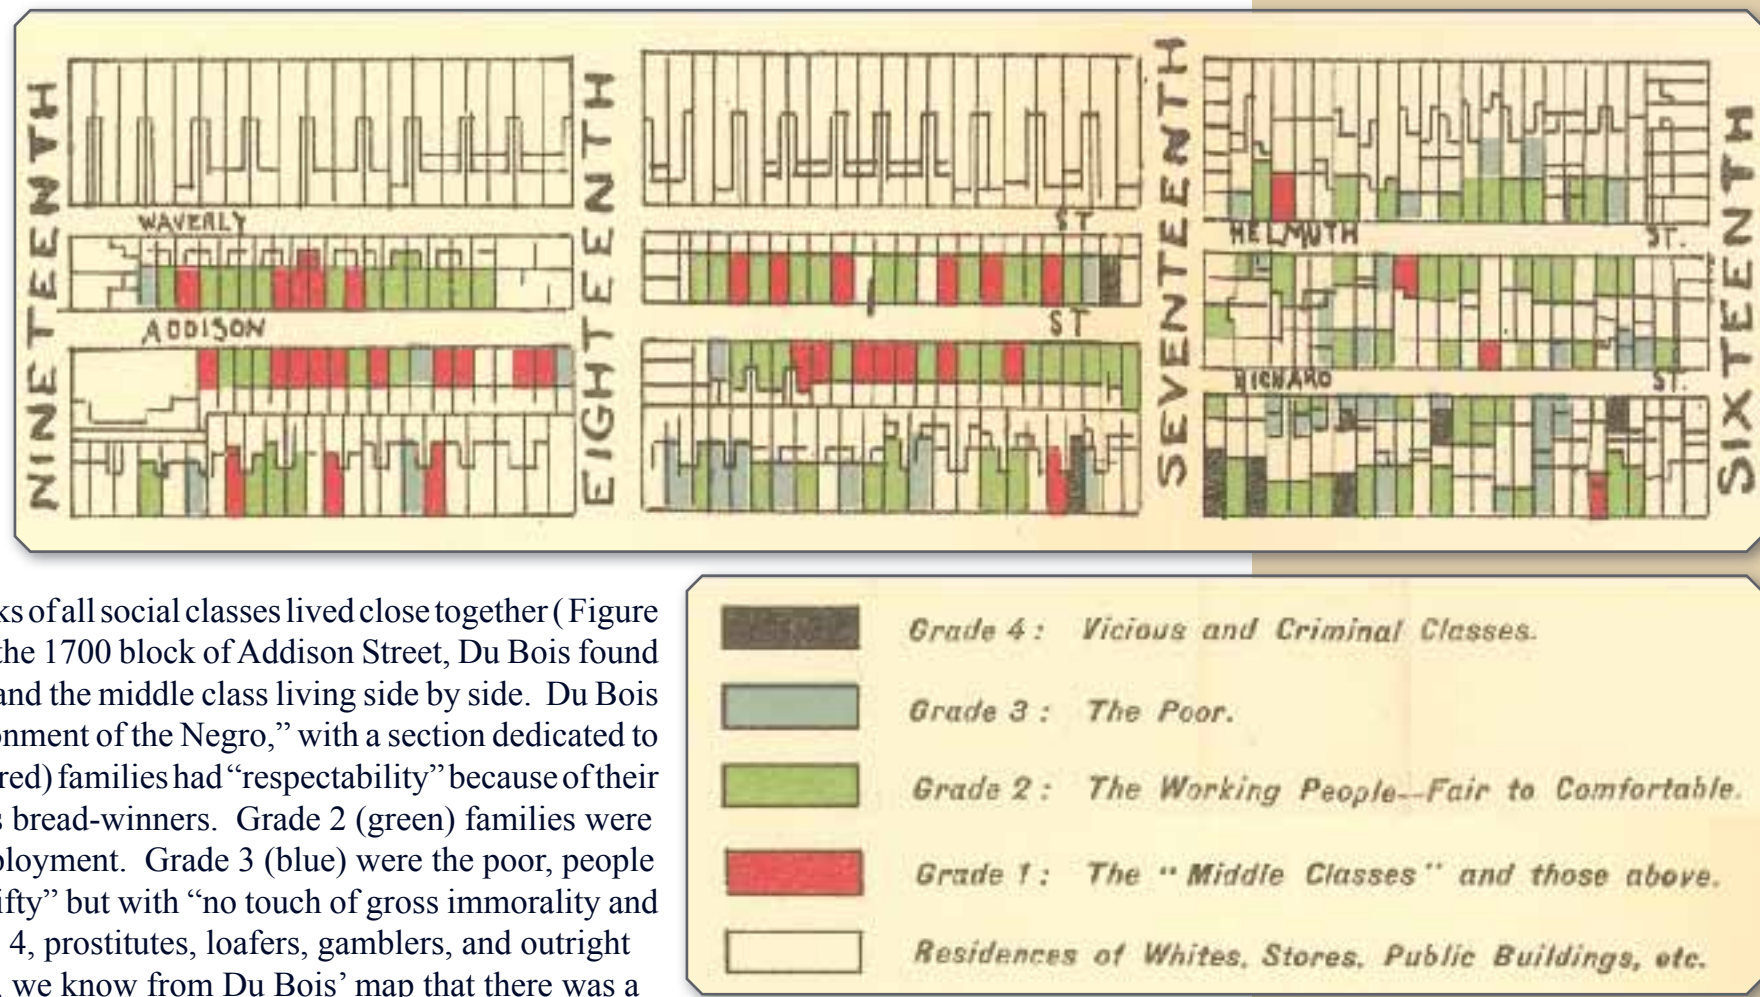 NINETEENTH
EIGHTEENTH
SEVENTEENTH
SIXTEENTH
WAVERLY ST
ADDISON ST
HELMUTH ST.
RICHARD ST.
ks of all social classes lived close together ( Figure
the 1700 block of Addison Street, Du Bois found
and the middle class living side by side. Du Bois
onment of the Negro,” with a section dedicated to
red) families had “respectability” because of their
s bread-winners. Grade 2 (green) families were
ployment. Grade 3 (blue) were the poor, people
ifty” but with “no touch of gross immorality and
4, prostitutes, loafers, gamblers, and outright
, we know from Du Bois’ map that there was a
Grade 4: Vicious and Criminal Classes.
Grade 3: The Poor.
Grade 2: The Working People--Fair to Comfortable.
Grade 1: The “Middle Classes” and those above.
Residences of Whites, Stores, Public Buildings, etc.